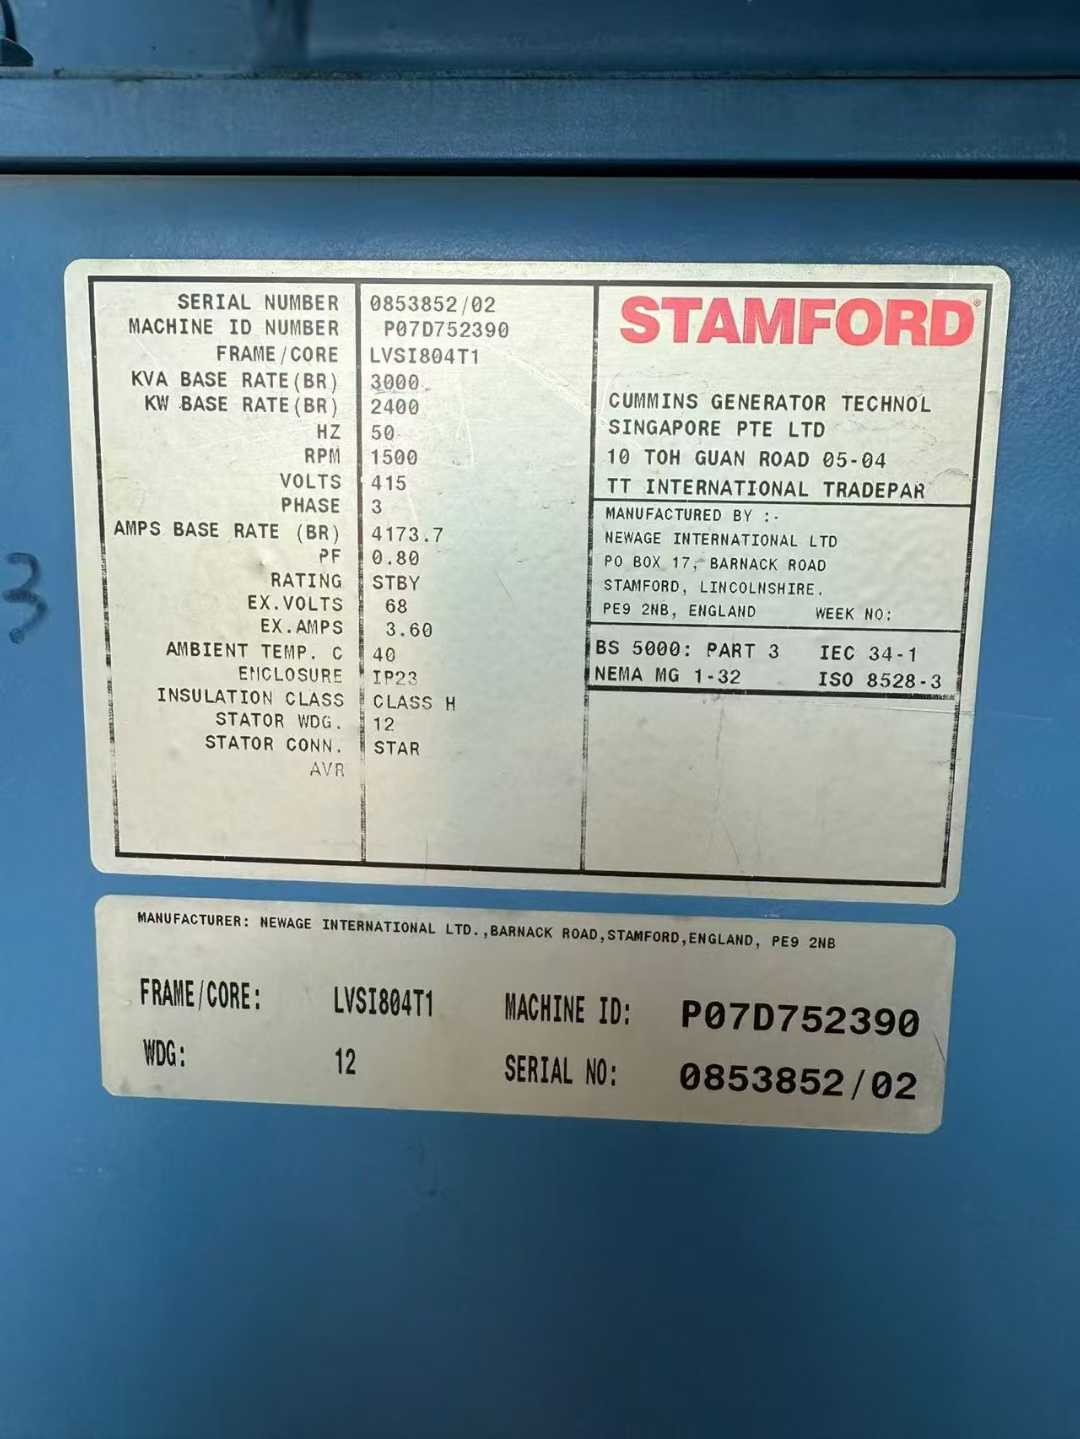 SERIAL NUMBER 0853852/02
MACHINE ID NUMBER P07D752390
FRAME/CORE LVSI804T1
KVA BASE RATE(BR) 3000
KW BASE RATE(BR) 2400
HZ 50
RPM 1500
VOLTS 415
PHASE 3
AMPS BASE RATE (BR) 4173.7
PF 0.80
RATING STBY
EX.VOLTS 68
EX.AMPS 3.60
AMBIENT TEMP. C 40
ENCLOSURE IP23
INSULATION CLASS CLASS H
STATOR WDG. 12
STATOR CONN. STAR
AVR
STAMFORD®
CUMMINS GENERATOR TECHNOL
SINGAPORE PTE LTD
10 TOH GUAN ROAD 05-04
TT INTERNATIONAL TRADEPAR
MANUFACTURED BY :-
NEWAGE INTERNATIONAL LTD
PO BOX 17, BARNACK ROAD
STAMFORD, LINCOLNSHIRE.
PE9 2NB, ENGLAND WEEK NO:
BS 5000: PART 3 IEC 34-1
NEMA MG 1-32 ISO 8528-3
3
MANUFACTURER: NEWAGE INTERNATIONAL LTD.,BARNACK ROAD,STAMFORD,ENGLAND, PE9 2NB
FRAME/CORE: LVSI804T1 MACHINE ID: P07D752390
WDG: 12 SERIAL NO: 0853852/02